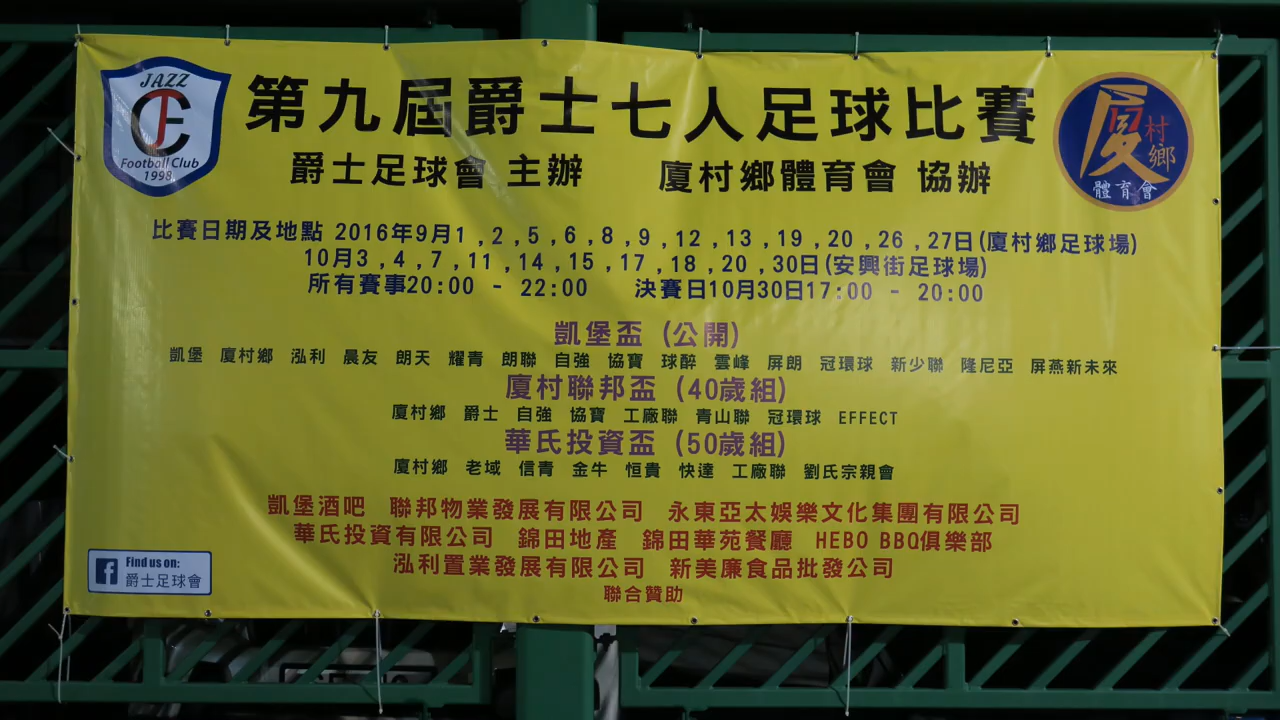 JAZZ
JFC
Football Club
1998
第九屆爵士七人足球比賽
爵士足球會 主辦 廈村鄉體育會 協辦
廈村鄉
體育會
比賽日期及地點 2016年9月1 ,2 ,5 ,6 ,8 ,9 ,12 ,13 ,19 ,20 ,26 ,27日(廈村鄉足球場)
10月3 ,4 ,7 ,11 ,14 ,15 ,17 ,18 ,20 ,30日(安興街足球場)
所有賽事20:00 - 22:00 決賽日10月30日17:00 - 20:00
凱堡盃 (公開)
凱堡 廈村鄉 泓利 晨友 朗天 耀青 朗聯 自強 協寶 球醉 雲峰 屏朗 冠環球 新少聯 隆尼亞 屏燕新未來
廈村聯邦盃 (40歲組)
廈村鄉 爵士 自強 協寶 工廠聯 青山聯 冠環球 EFFECT
華氏投資盃 (50歲組)
廈村鄉 老域 信青 金牛 恒貴 快達 工廠聯 劉氏宗親會
凱堡酒吧 聯邦物業發展有限公司 永東亞太娛樂文化集團有限公司
華氏投資有限公司 錦田地產 錦田華苑餐廳 HEBO BBQ俱樂部
泓利置業發展有限公司 新美廉食品批發公司
聯合贊助
f Find us on:
爵士足球會